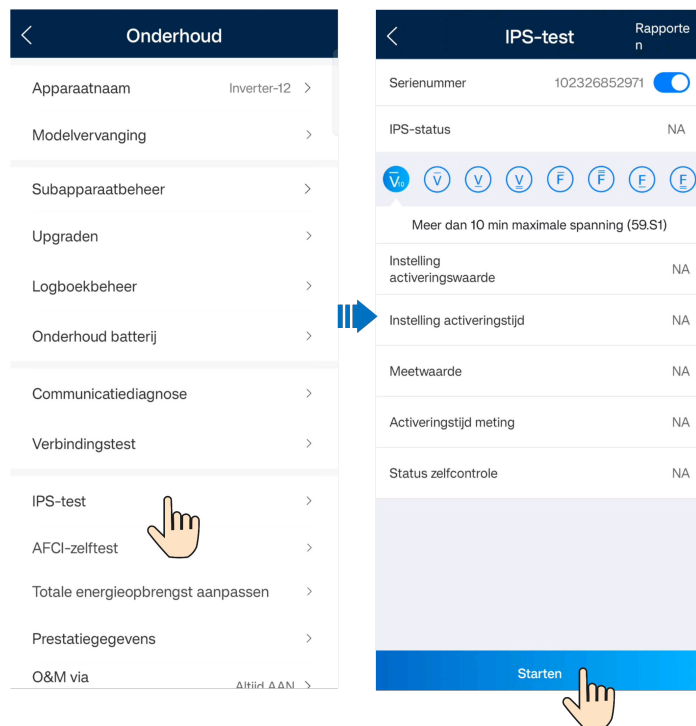 Onderhoud
Apparaatnaam Inverter-12
Modelvervanging
Subapparaatbeheer
Upgraden
Logboekbeheer
Onderhoud batterij
Communicatiediagnose
Verbindingstest
IPS-test
AFCI-zelftest
Totale energieopbrengst aanpassen
Prestatiegegevens
O&M via
Altijd AAN
IPS-test
Rapporte
n
Serienummer 102326852971
IPS-status NA
V10 V V V F F F F
Meer dan 10 min maximale spanning (59.S1)
Instelling
activeringswaarde NA
Instelling activeringstijd NA
Meetwaarde NA
Activeringstijd meting NA
Status zelfcontrole NA
Starten